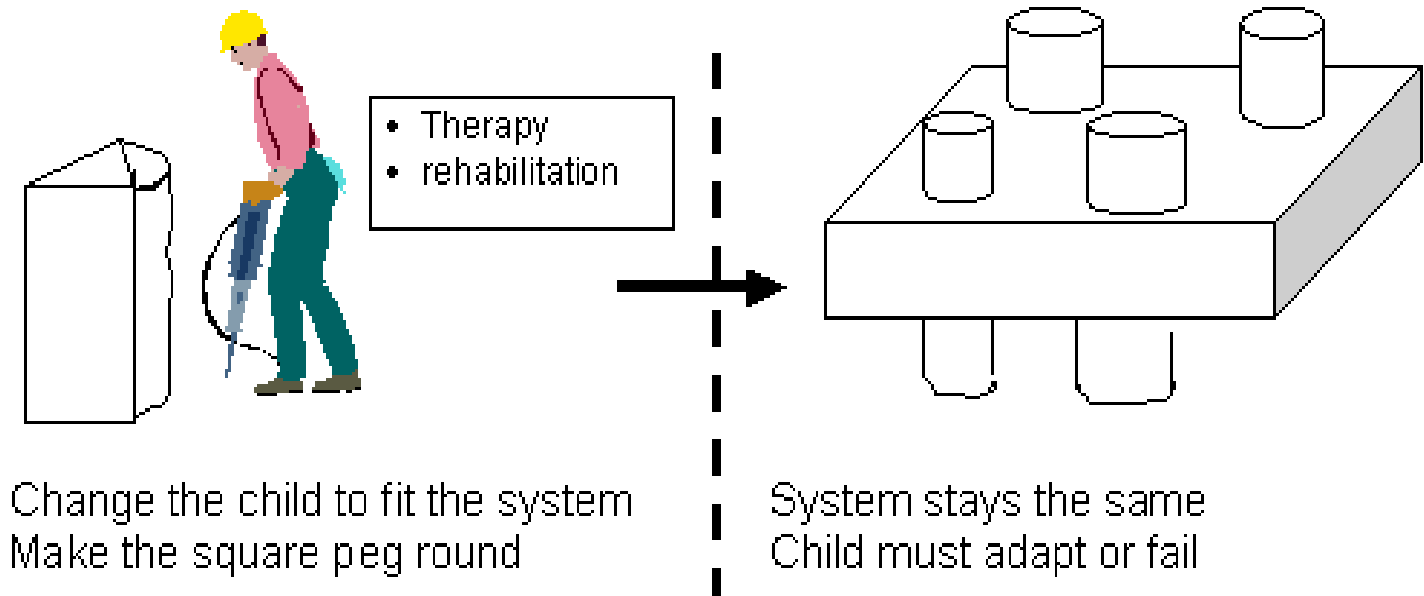 • Therapy
• rehabilitation
Change the child to fit the system
Make the square peg round
System stays the same
Child must adapt or fail